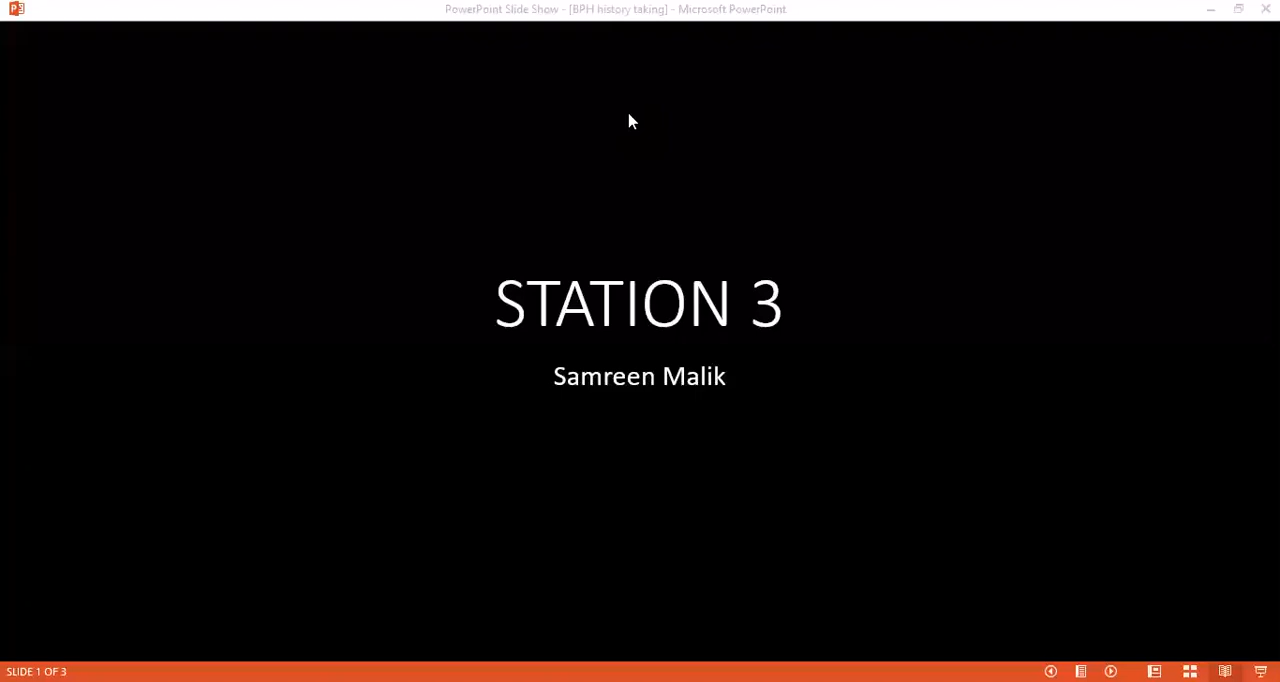 PowerPoint Slide Show - [BPH history taking] - Microsoft PowerPoint
STATION 3
Samreen Malik
SLIDE 1 OF 3